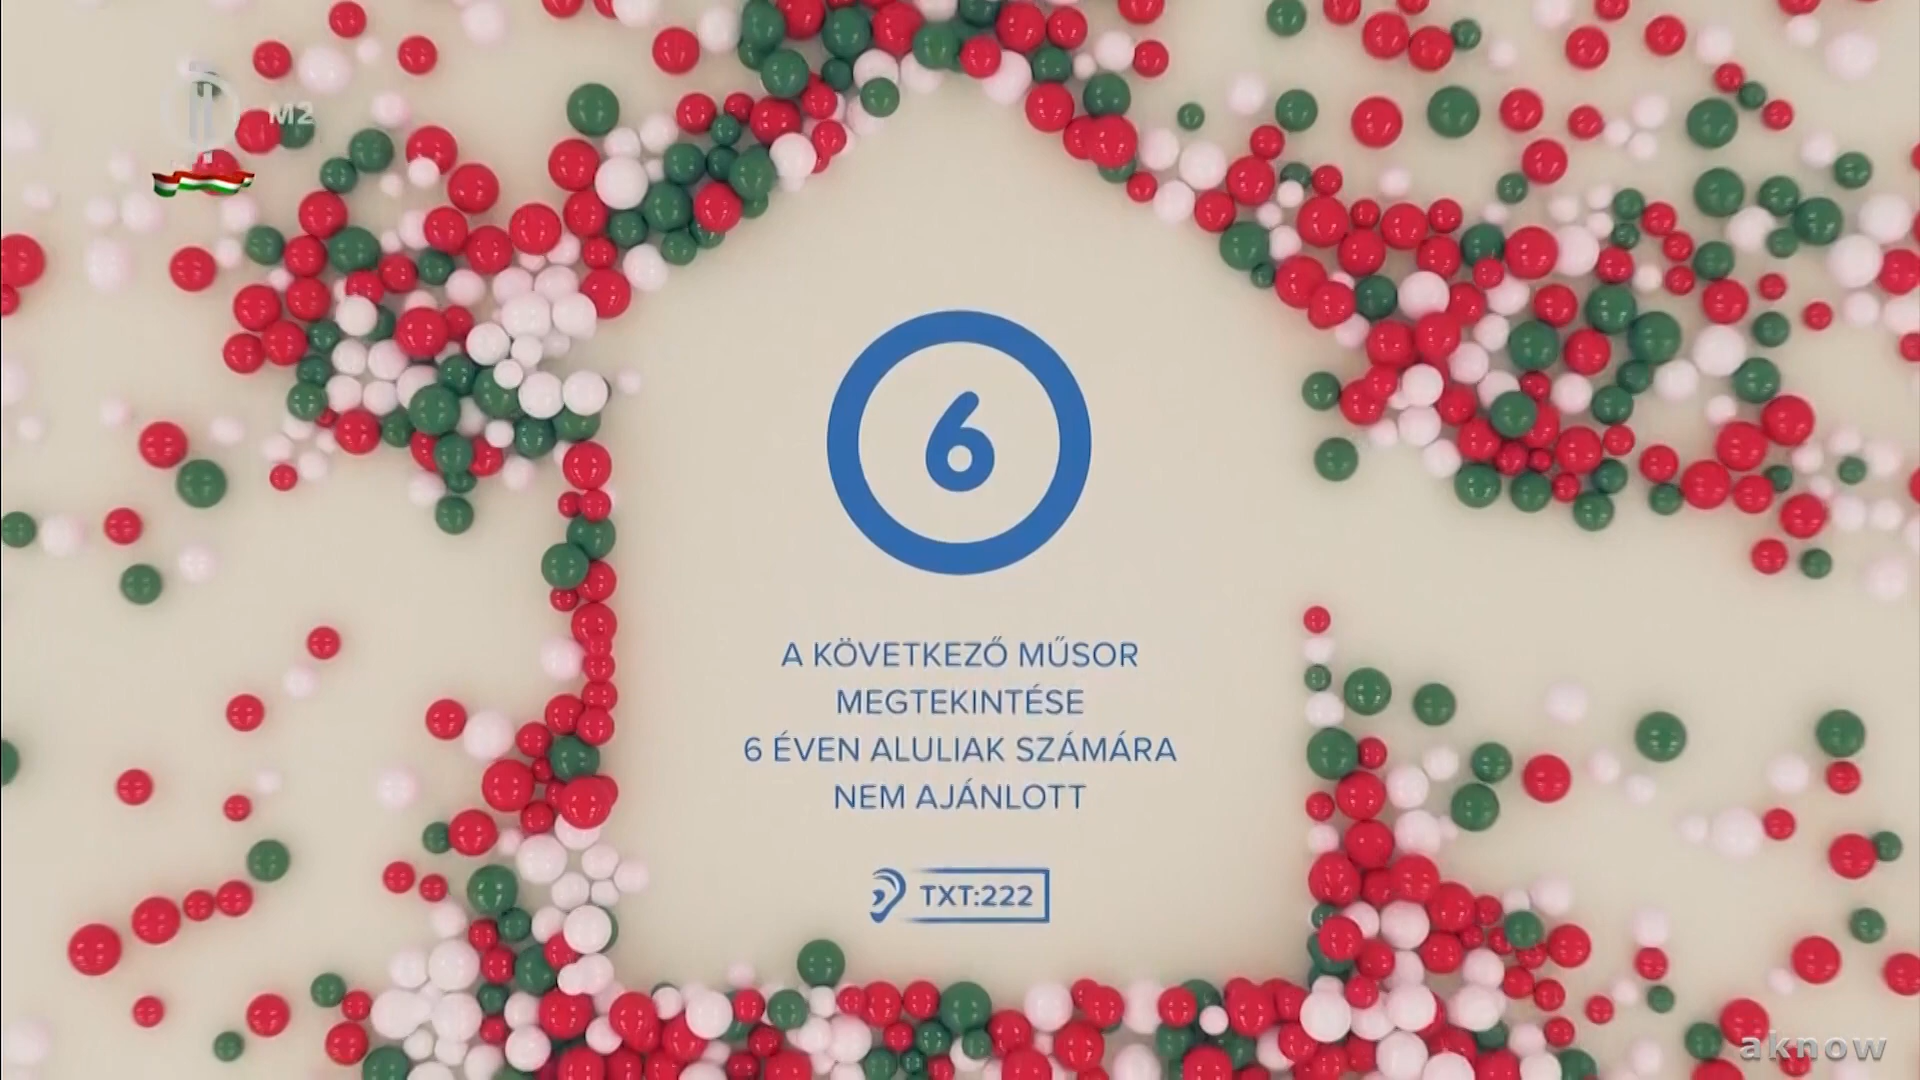 M2
6
A KÖVETKEZŐ MŰSOR
MEGTEKINTÉSE
6 ÉVEN ALULIAK SZÁMÁRA
NEM AJÁNLOTT
TXT:222
aknow